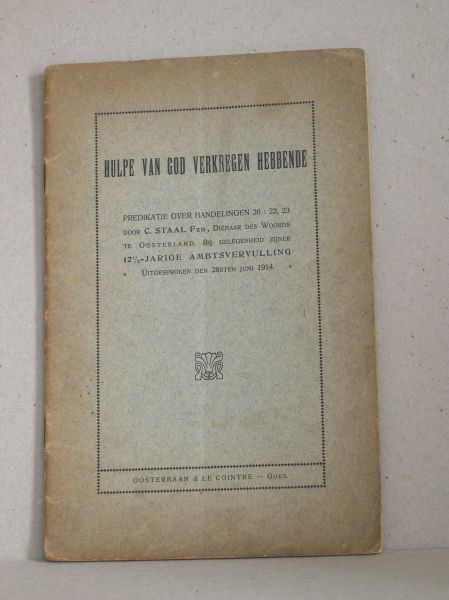 HULPE VAN GOD VERKREGEN HEBBENDE
PREDIKATIE OVER HANDELINGEN 26 : 22, 23
DOOR C. STAAL Pzn., DIENAAR DES WOORDS
TE OOSTERLAND. BIJ GELEGENHEID ZIJNER
12½-JARIGE AMBTSVERVULLING
UITGESPROKEN DEN 28STEN JUNI 1914
OOSTERBAAN & LE COINTRE — GOES.